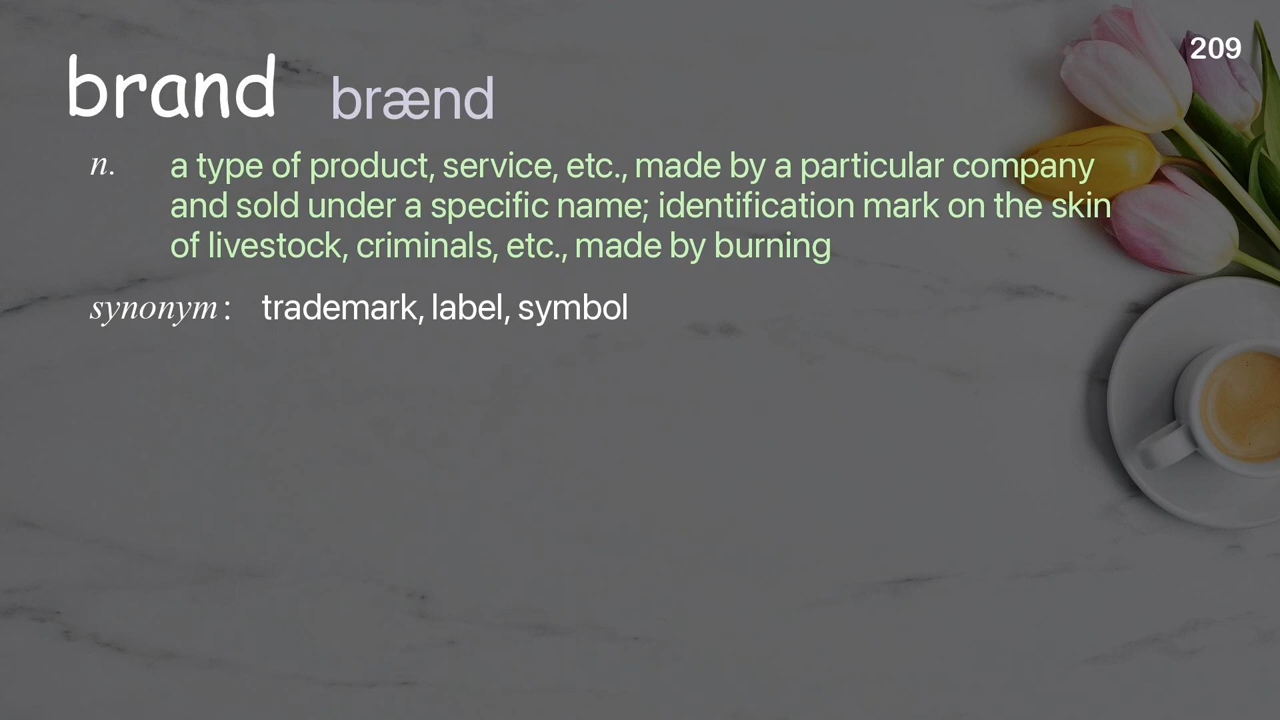 209
brand brænd
n. a type of product, service, etc., made by a particular company
and sold under a specific name; identification mark on the skin
of livestock, criminals, etc., made by burning
synonym: trademark, label, symbol